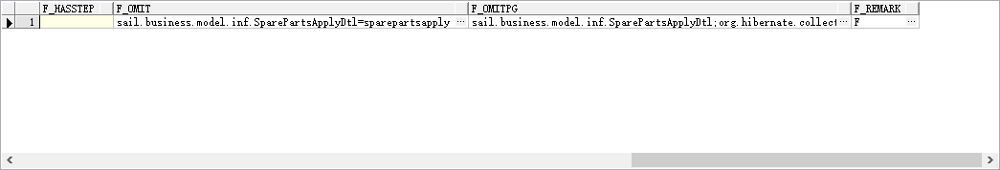 F_HASSTEP F_OMIT F_OMITPG F_REMARK
1 sail.business.model.inf.SparePartsApplyDtl=sparepartsapply ... sail.business.model.inf.SparePartsApplyDtl;org.hibernate.collect ... F ...